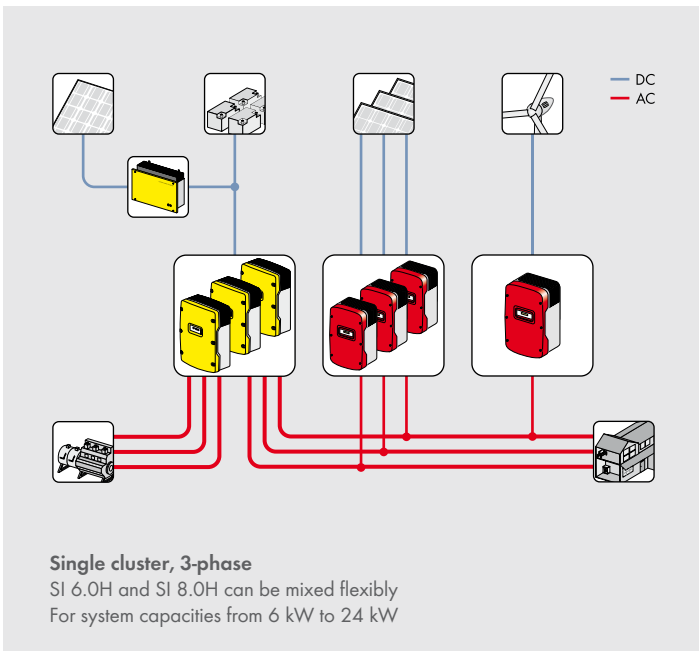 DC
AC
Single cluster, 3-phase
SI 6.0H and SI 8.0H can be mixed flexibly
For system capacities from 6 kW to 24 kW